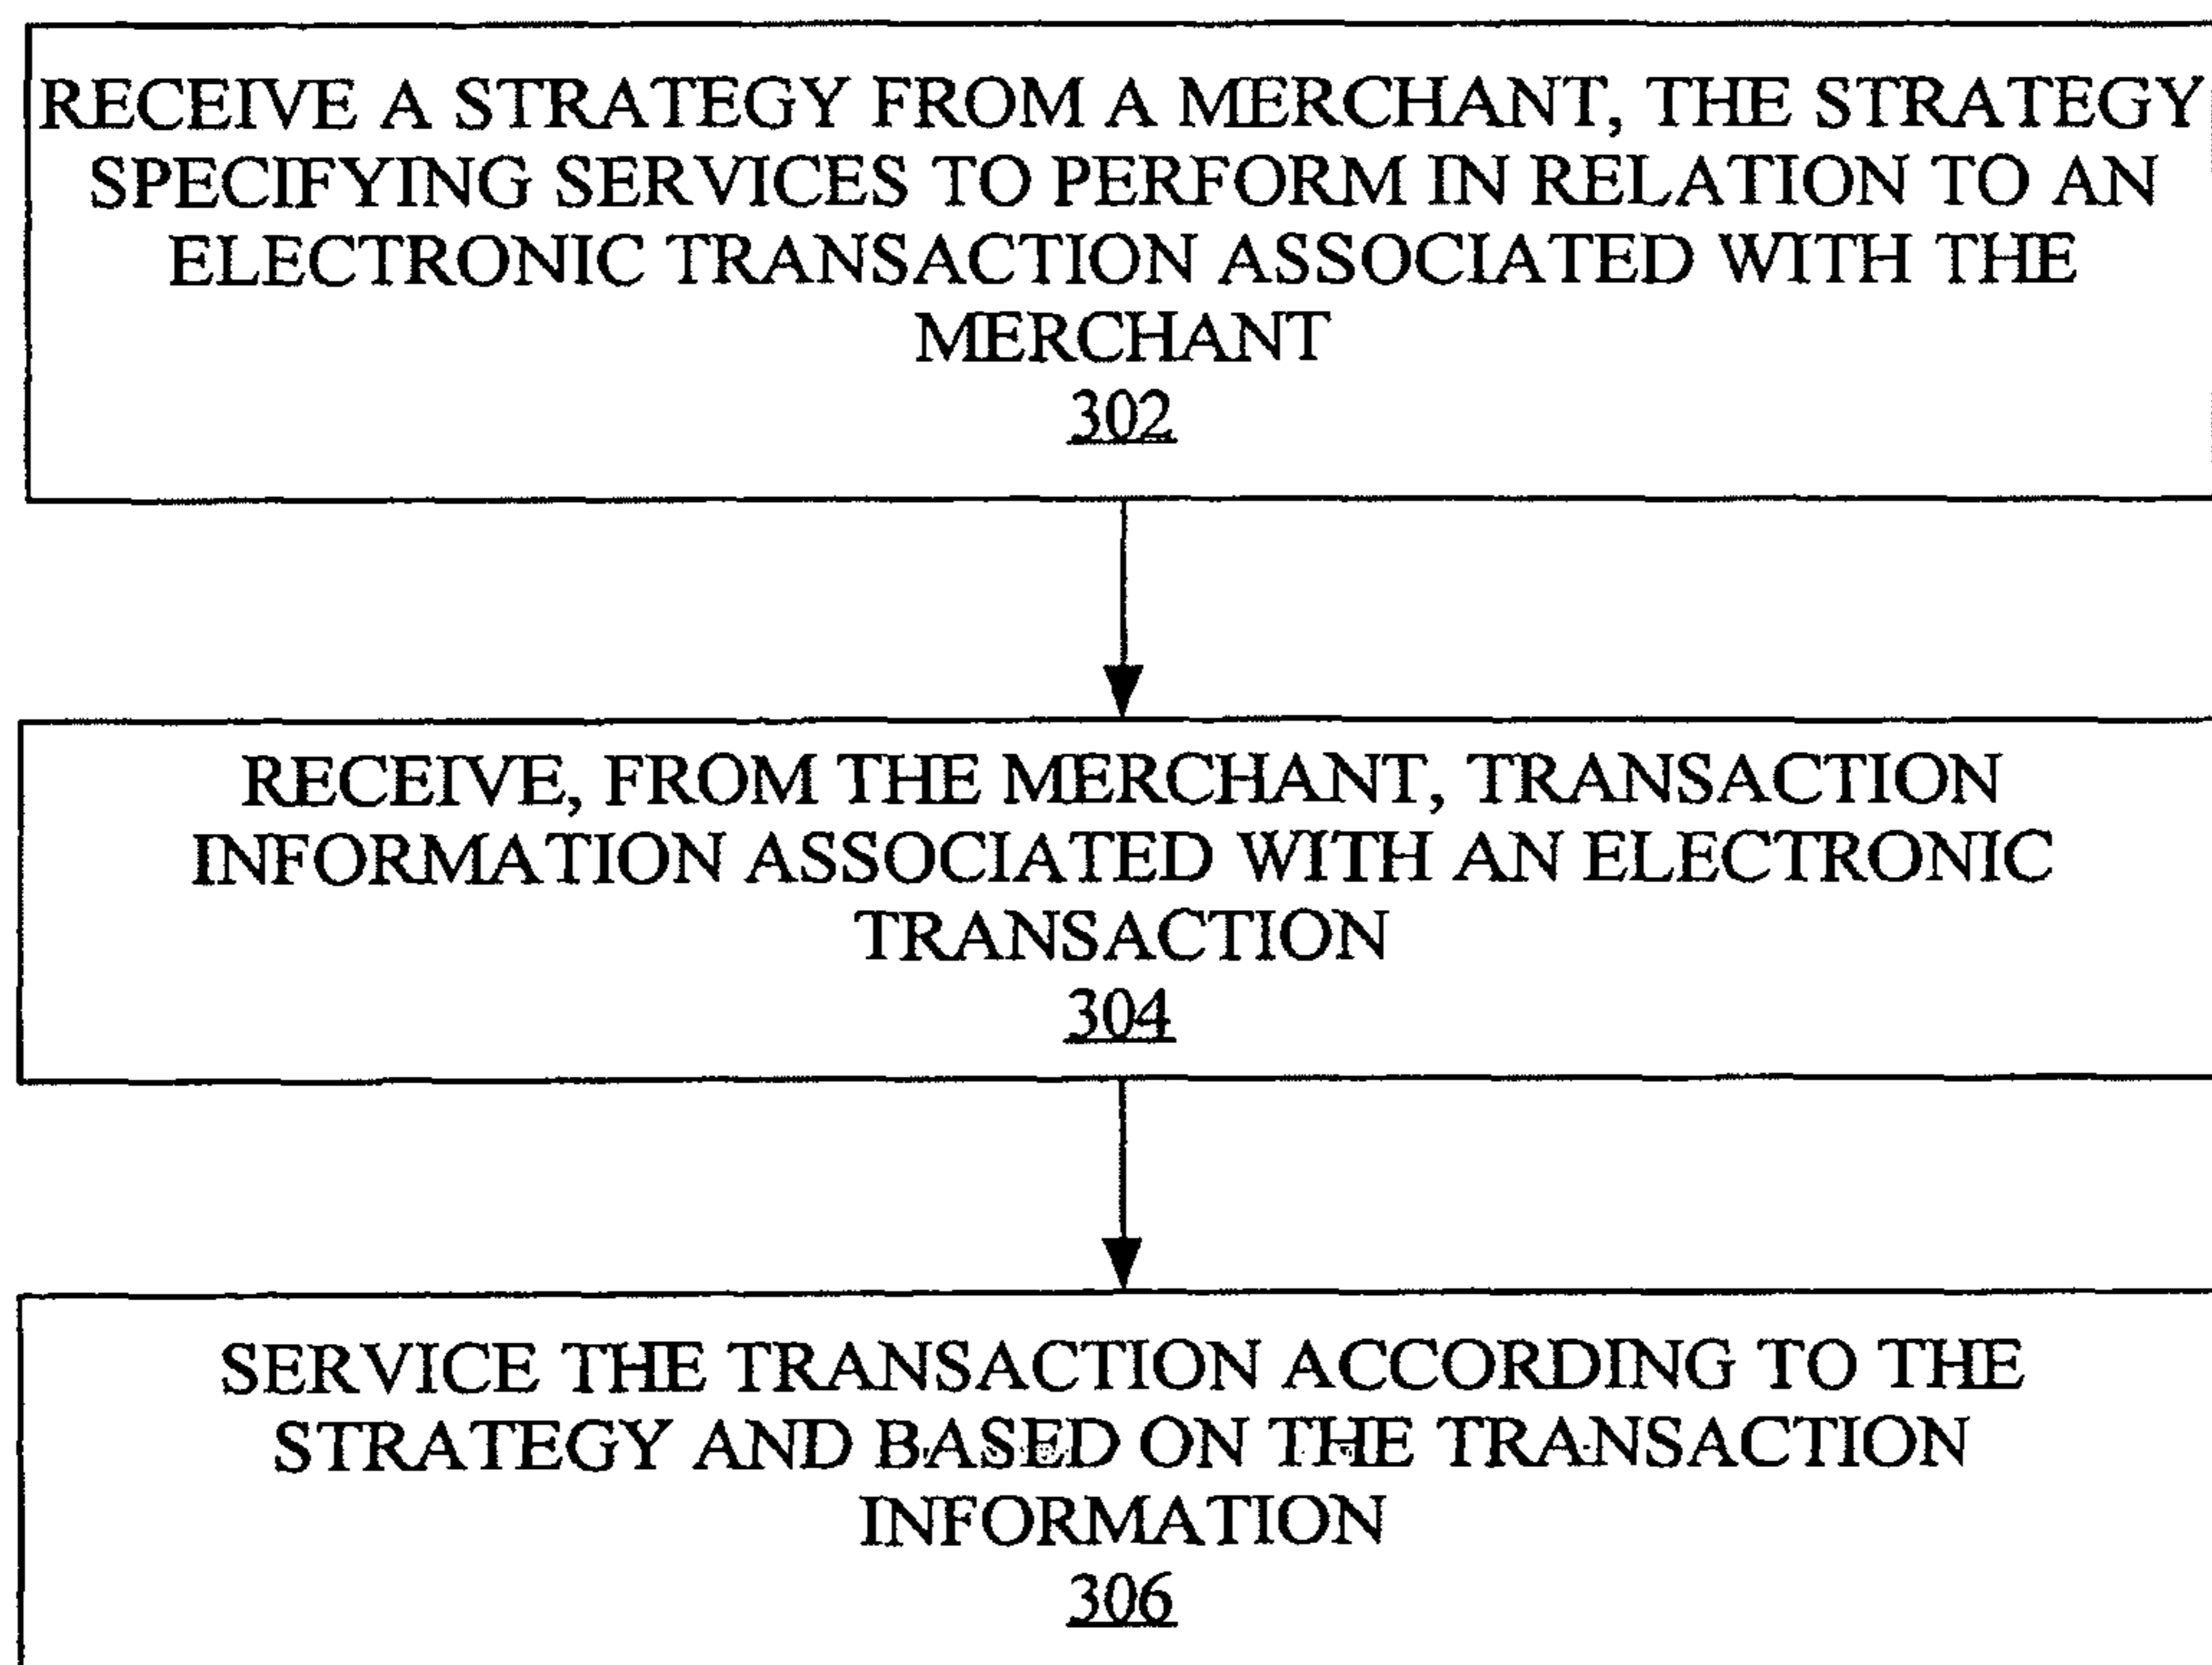 RECEIVE A STRATEGY FROM A MERCHANT, THE STRATEGY
SPECIFYING SERVICES TO PERFORM IN RELATION TO AN
ELECTRONIC TRANSACTION ASSOCIATED WITH THE
MERCHANT
302
RECEIVE, FROM THE MERCHANT, TRANSACTION
INFORMATION ASSOCIATED WITH AN ELECTRONIC
TRANSACTION
304
SERVICE THE TRANSACTION ACCORDING TO THE
STRATEGY AND BASED ON THE TRANSACTION
INFORMATION
306